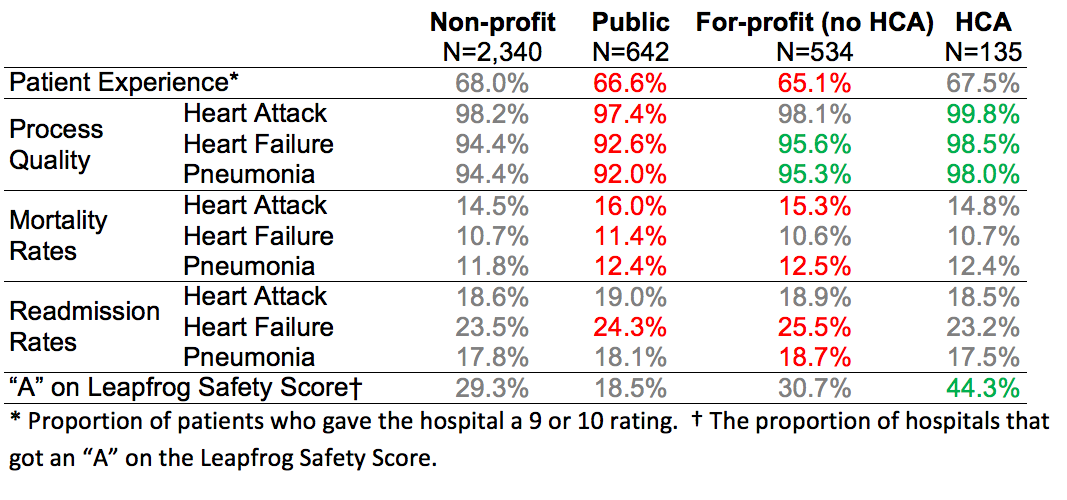 Non-profit Public For-profit (no HCA) HCA
N=2,340 N=642 N=534 N=135
Patient Experience* 68.0% 66.6% 65.1% 67.5%
Process Quality Heart Attack 98.2% 97.4% 98.1% 99.8%
Heart Failure 94.4% 92.6% 95.6% 98.5%
Pneumonia 94.4% 92.0% 95.3% 98.0%
Mortality Rates Heart Attack 14.5% 16.0% 15.3% 14.8%
Heart Failure 10.7% 11.4% 10.6% 10.7%
Pneumonia 11.8% 12.4% 12.5% 12.4%
Readmission Rates Heart Attack 18.6% 19.0% 18.9% 18.5%
Heart Failure 23.5% 24.3% 25.5% 23.2%
Pneumonia 17.8% 18.1% 18.7% 17.5%
“A” on Leapfrog Safety Score† 29.3% 18.5% 30.7% 44.3%
* Proportion of patients who gave the hospital a 9 or 10 rating. † The proportion of hospitals that
got an “A” on the Leapfrog Safety Score.